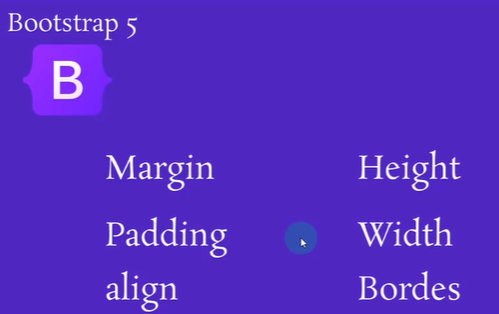 Bootstrap 5
B
Margin Height
Padding Width
align Bordes